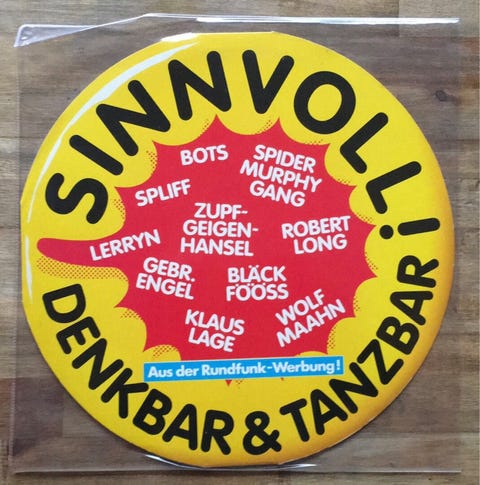 SINNVOLL!
BOTS
SPIDER
MURPHY
GANG
SPLIFF
ZUPF-
GEIGEN-
HANSEL
LERRYN
ROBERT
LONG
GEBR.
ENGEL
BLÄCK
FÖÖSS
KLAUS
LAGE
WOLF
MAAHN
Aus der Rundfunk-Werbung!
DENKBAR & TANZBAR